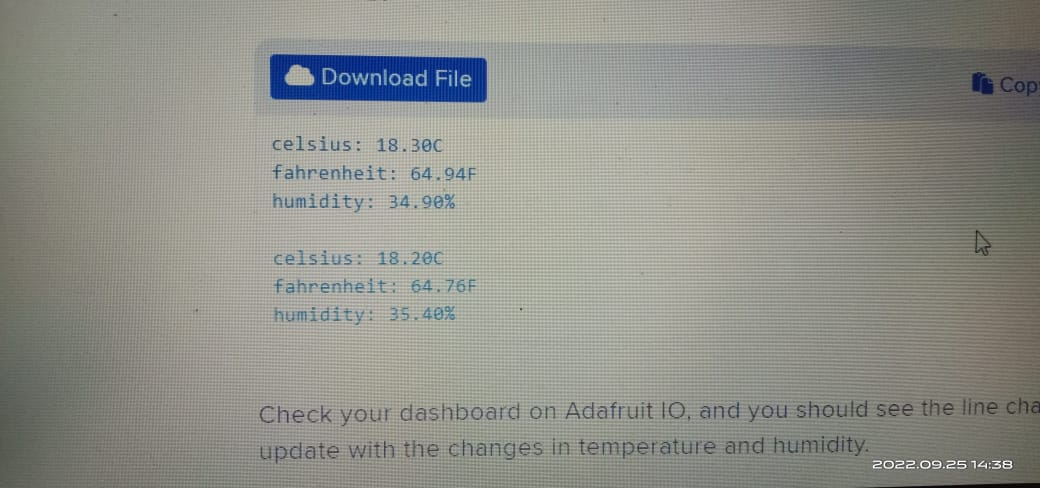 Download File
Cop
celsius: 18.30C
fahrenheit: 64.94F
humidity: 34.90%
celsius: 18.20C
fahrenheit: 64.76F
humidity: 35.40%
Check your dashboard on Adafruit IO, and you should see the line cha
update with the changes in temperature and humidity.
2022.09.25 14:38